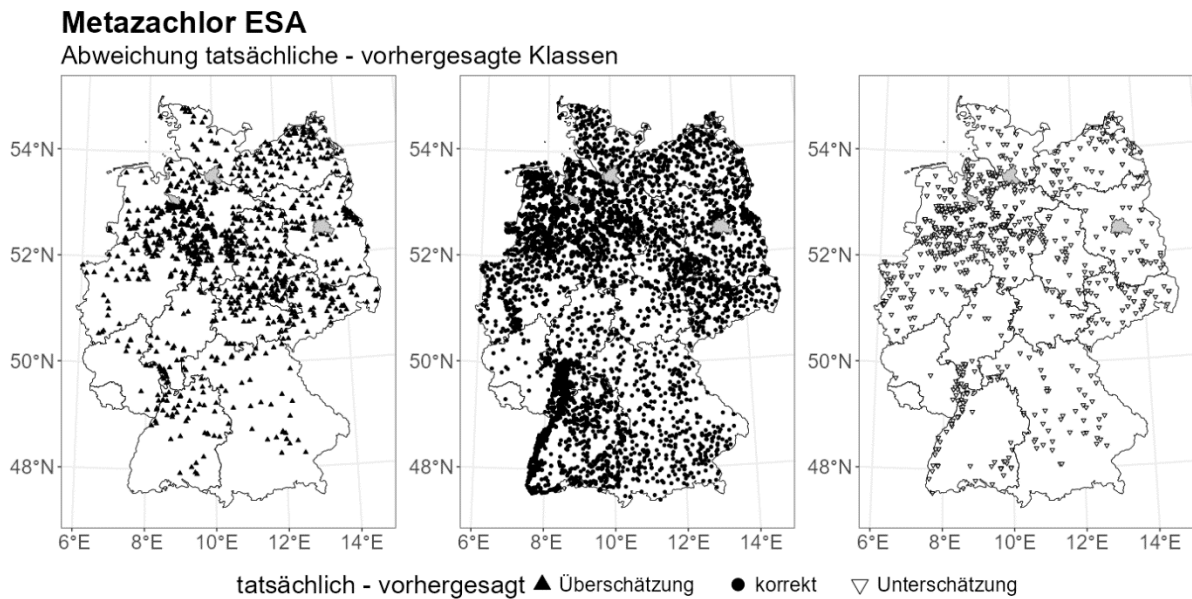 Metazachlor ESA
Abweichung tatsächliche - vorhergesagte Klassen
54°N
52°N
50°N
48°N
6°E 8°E 10°E 12°E 14°E
54°N
52°N
50°N
48°N
6°E 8°E 10°E 12°E 14°E
54°N
52°N
50°N
48°N
6°E 8°E 10°E 12°E 14°E
tatsächlich - vorhergesagt Überschätzung korrekt Unterschätzung